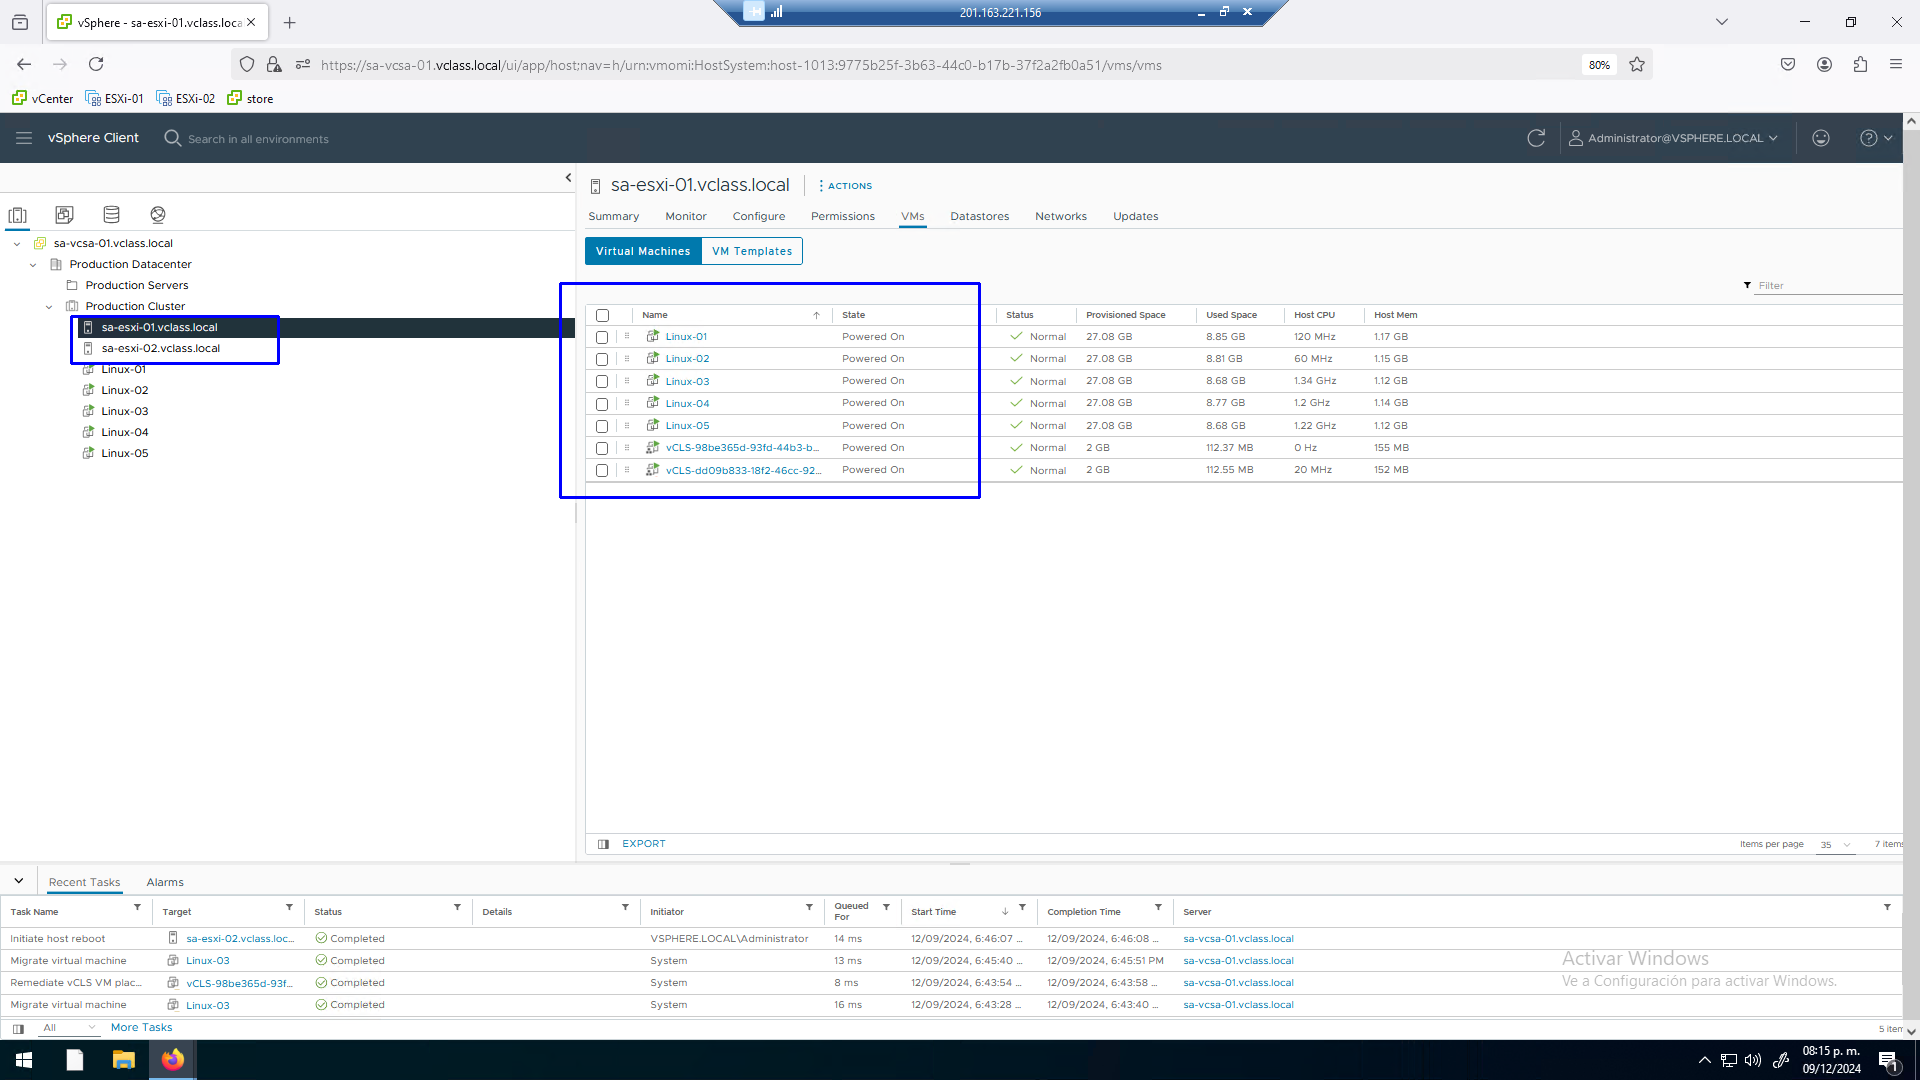 vSphere - sa-esxi-01.vclass.loca
201.163.221.156
https://sa-vcsa-01.vclass.local/ui/app/host;nav=h/urn:vmomi:HostSystem:host-1013:9775b25f-3b63-44c0-b17b-37f2a2fb0a51/vms/vms
80%
vCenter ESXi-01 ESXi-02 store
vSphere Client Search in all environments Administrator@VSPHERE.LOCAL
sa-vcsa-01.vclass.local
Production Datacenter
Production Servers
Production Cluster
sa-esxi-01.vclass.local
sa-esxi-02.vclass.local
Linux-01
Linux-02
Linux-03
Linux-04
Linux-05
sa-esxi-01.vclass.local ACTIONS
Summary Monitor Configure Permissions VMs Datastores Networks Updates
Virtual Machines VM Templates
Filter
Name State Status Provisioned Space Used Space Host CPU Host Mem
Linux-01 Powered On Normal 27.08 GB 8.85 GB 120 MHz 1.17 GB
Linux-02 Powered On Normal 27.08 GB 8.81 GB 60 MHz 1.15 GB
Linux-03 Powered On Normal 27.08 GB 8.68 GB 1.34 GHz 1.12 GB
Linux-04 Powered On Normal 27.08 GB 8.77 GB 1.2 GHz 1.14 GB
Linux-05 Powered On Normal 27.08 GB 8.68 GB 1.22 GHz 1.12 GB
vCLS-98be365d-93fd-44b3-b... Powered On Normal 2 GB 112.37 MB 0 Hz 155 MB
vCLS-dd09b833-18f2-46cc-92... Powered On Normal 2 GB 112.55 MB 20 MHz 152 MB
EXPORT Items per page 35 7 items
Recent Tasks Alarms
Task Name Target Status Details Initiator Queued For Start Time Completion Time Server
Initiate host reboot sa-esxi-02.vclass.loc... Completed VSPHERE.LOCAL\Administrator 14 ms 12/09/2024, 6:46:07 ... 12/09/2024, 6:46:08 ... sa-vcsa-01.vclass.local
Migrate virtual machine Linux-03 Completed System 13 ms 12/09/2024, 6:45:40 ... 12/09/2024, 6:45:51 PM sa-vcsa-01.vclass.local
Remediate vCLS VM plac... vCLS-98be365d-93f... Completed System 8 ms 12/09/2024, 6:43:54 ... 12/09/2024, 6:43:58 ... sa-vcsa-01.vclass.local
Migrate virtual machine Linux-03 Completed System 16 ms 12/09/2024, 6:43:28 ... 12/09/2024, 6:43:40 ... sa-vcsa-01.vclass.local
All More Tasks 5 item
Activar Windows
Ve a Configuración para activar Windows.
08:15 p. m.
09/12/2024
1